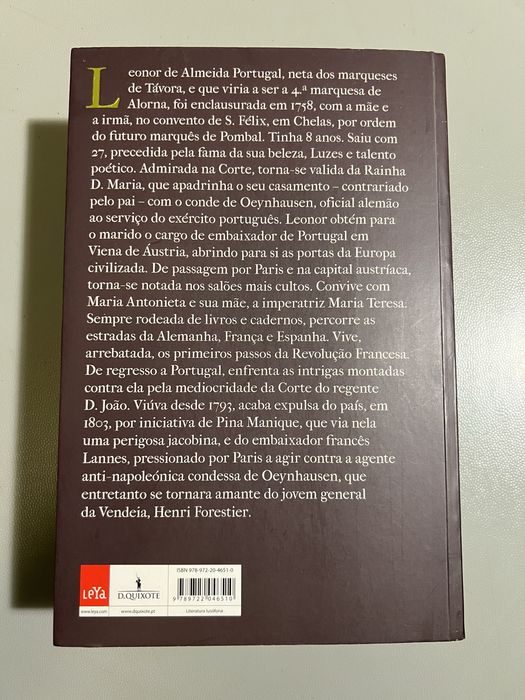 Leonor de Almeida Portugal, neta dos marqueses
de Távora, e que viria a ser a 4.ª marquesa de
Alorna, foi enclausurada em 1758, com a mãe e
a irmã, no convento de S. Félix, em Chelas, por ordem
do futuro marquês de Pombal. Tinha 8 anos. Saiu com
27, precedida pela fama da sua beleza, Luzes e talento
poético. Admirada na Corte, torna-se valida da Rainha
D. Maria, que apadrinha o seu casamento – contrariado
pelo pai – com o conde de Oeynhausen, oficial alemão
ao serviço do exército português. Leonor obtém para
o marido o cargo de embaixador de Portugal em
Viena de Áustria, abrindo para si as portas da Europa
civilizada. De passagem por Paris e na capital austríaca,
torna-se notada nos salões mais cultos. Convive com
Maria Antonieta e sua mãe, a imperatriz Maria Teresa.
Sempre rodeada de livros e cadernos, percorre as
estradas da Alemanha, França e Espanha. Vive,
arrebatada, os primeiros passos da Revolução Francesa.
De regresso a Portugal, enfrenta as intrigas montadas
contra ela pela mediocridade da Corte do regente
D. João. Viúva desde 1793, acaba expulsa do país, em
1803, por iniciativa de Pina Manique, que via nela
uma perigosa jacobina, e do embaixador francês
Lannes, pressionado por Paris a agir contra a agente
anti-napoleónica condessa de Oeynhausen, que
entretanto se tornara amante do jovem general
da Vendeia, Henri Forestier.
ISBN 978-972-20-4651-0
LEYA
D.QUIXOTE
9 789722 046510
www.leya.com
www.dquixote.pt
Literatura lusófona